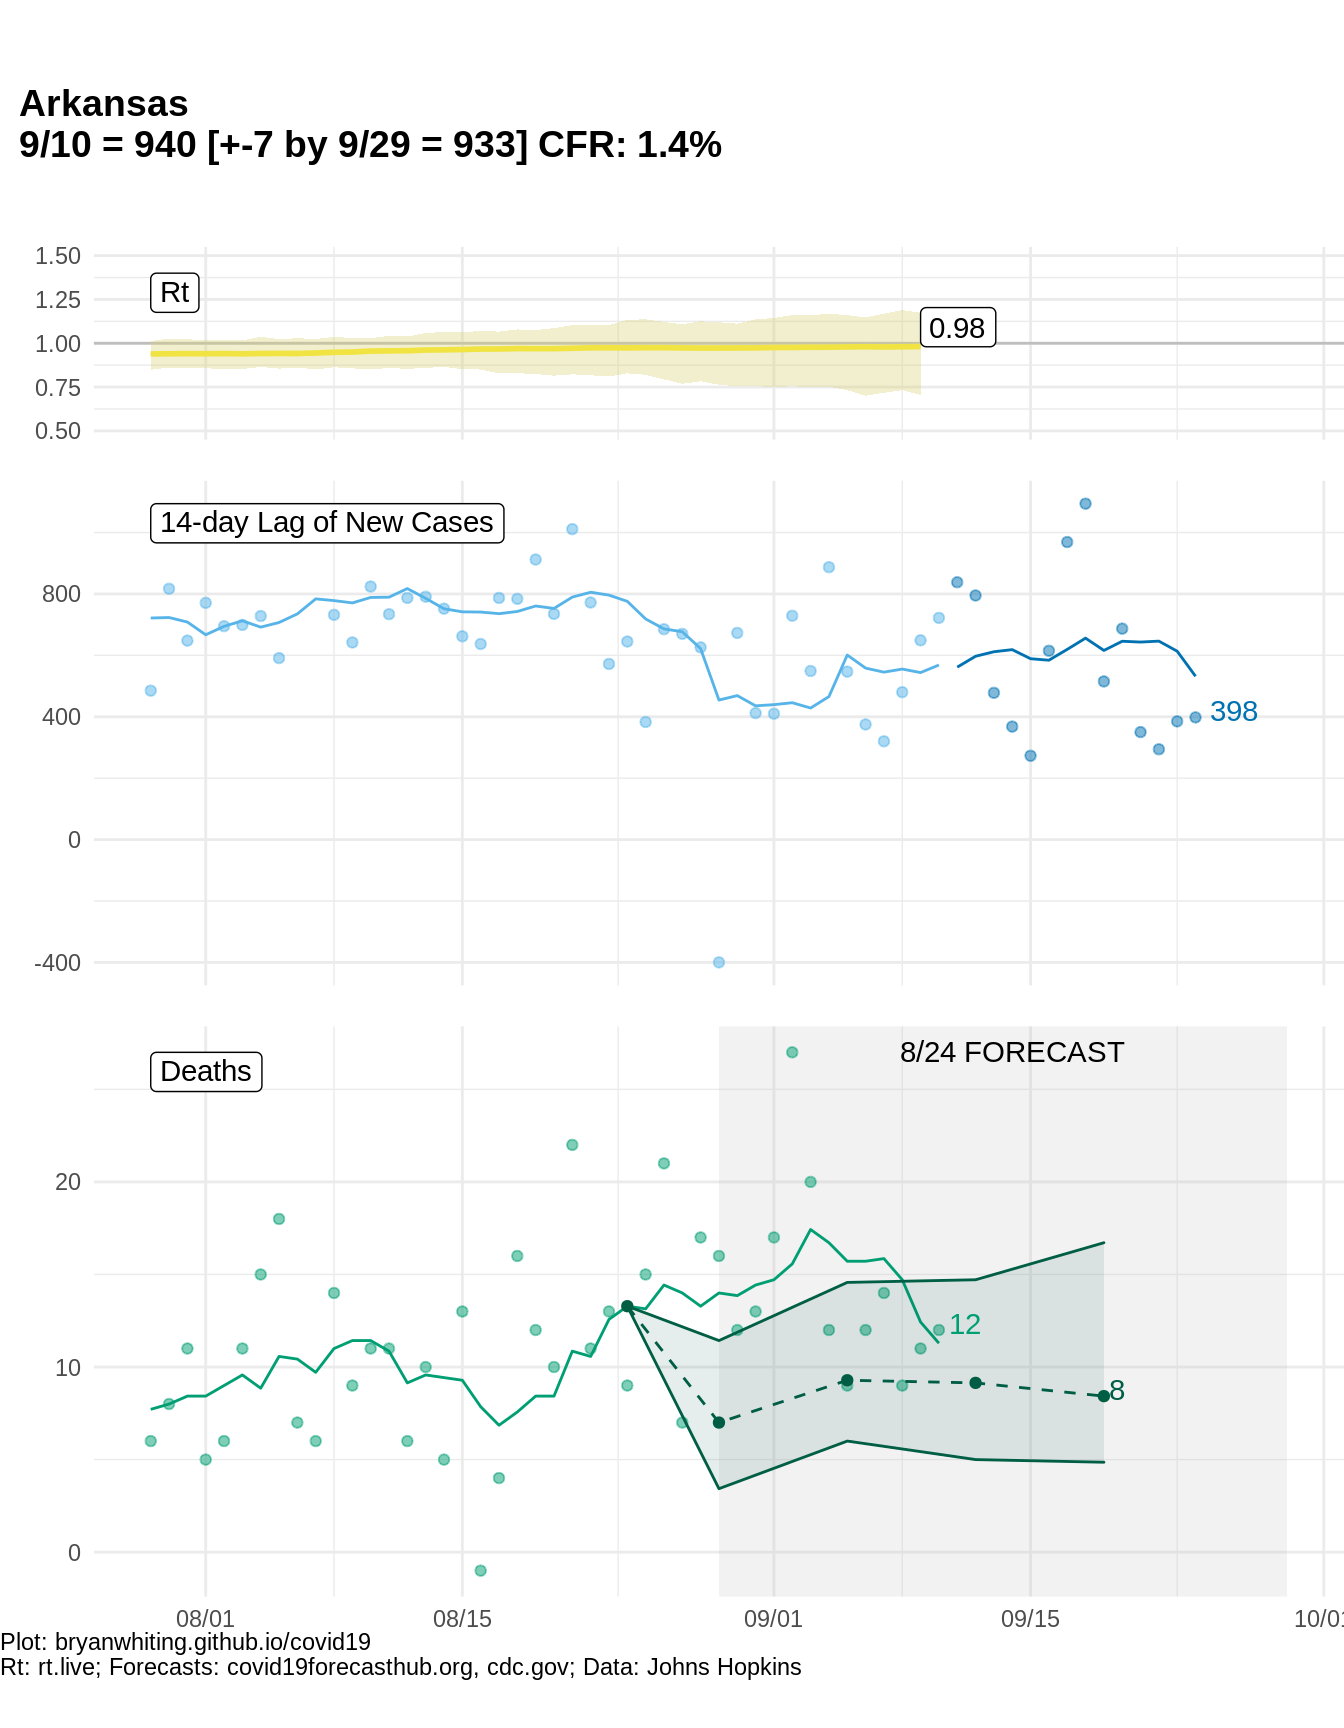 Arkansas
9/10 = 940 [+-7 by 9/29 = 933] CFR: 1.4%
1.50
Rt
1.25
0.98
1.00
0.75
0.50
14-day Lag of New Cases
800
398
400
0
-400
8/24 FORECAST
Deaths
20
12
10
8
0
08/01 08/15 09/01 09/15 10/01
Plot: bryanwhiting.github.io/covid19
Rt: rt.live; Forecasts: covid19forecasthub.org, cdc.gov; Data: Johns Hopkins